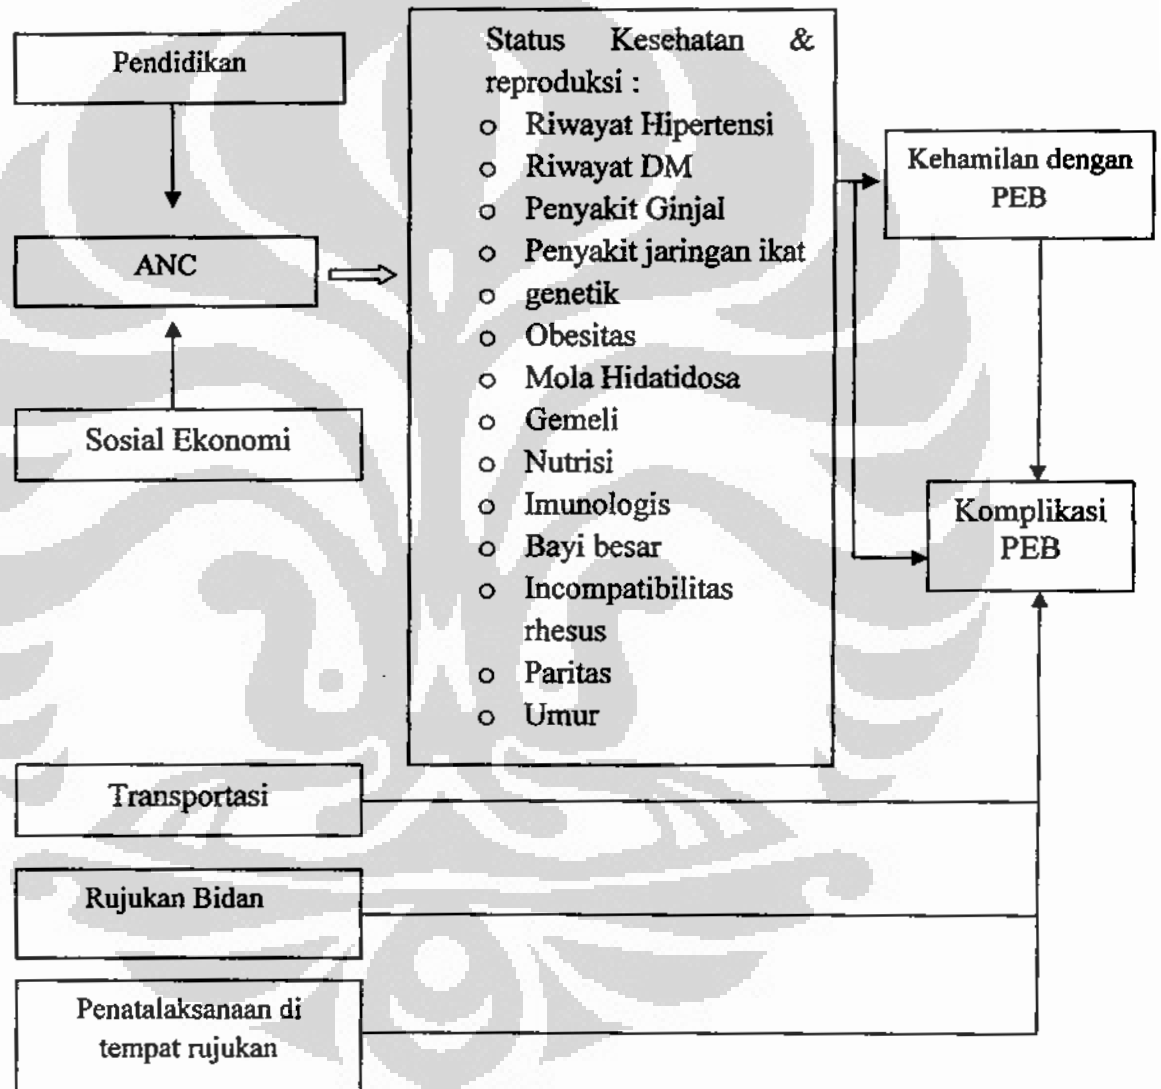 Pendidikan
ANC
Sosial Ekonomi
Status Kesehatan &
reproduksi :
o Riwayat Hipertensi
o Riwayat DM
o Penyakit Ginjal
o Penyakit jaringan ikat
o genetik
o Obesitas
o Mola Hidatidosa
o Gemeli
o Nutrisi
o Imunologis
o Bayi besar
o Incompatibilitas
rhesus
o Paritas
o Umur
Kehamilan dengan
PEB
Komplikasi
PEB
Transportasi
Rujukan Bidan
Penatalaksanaan di
tempat rujukan